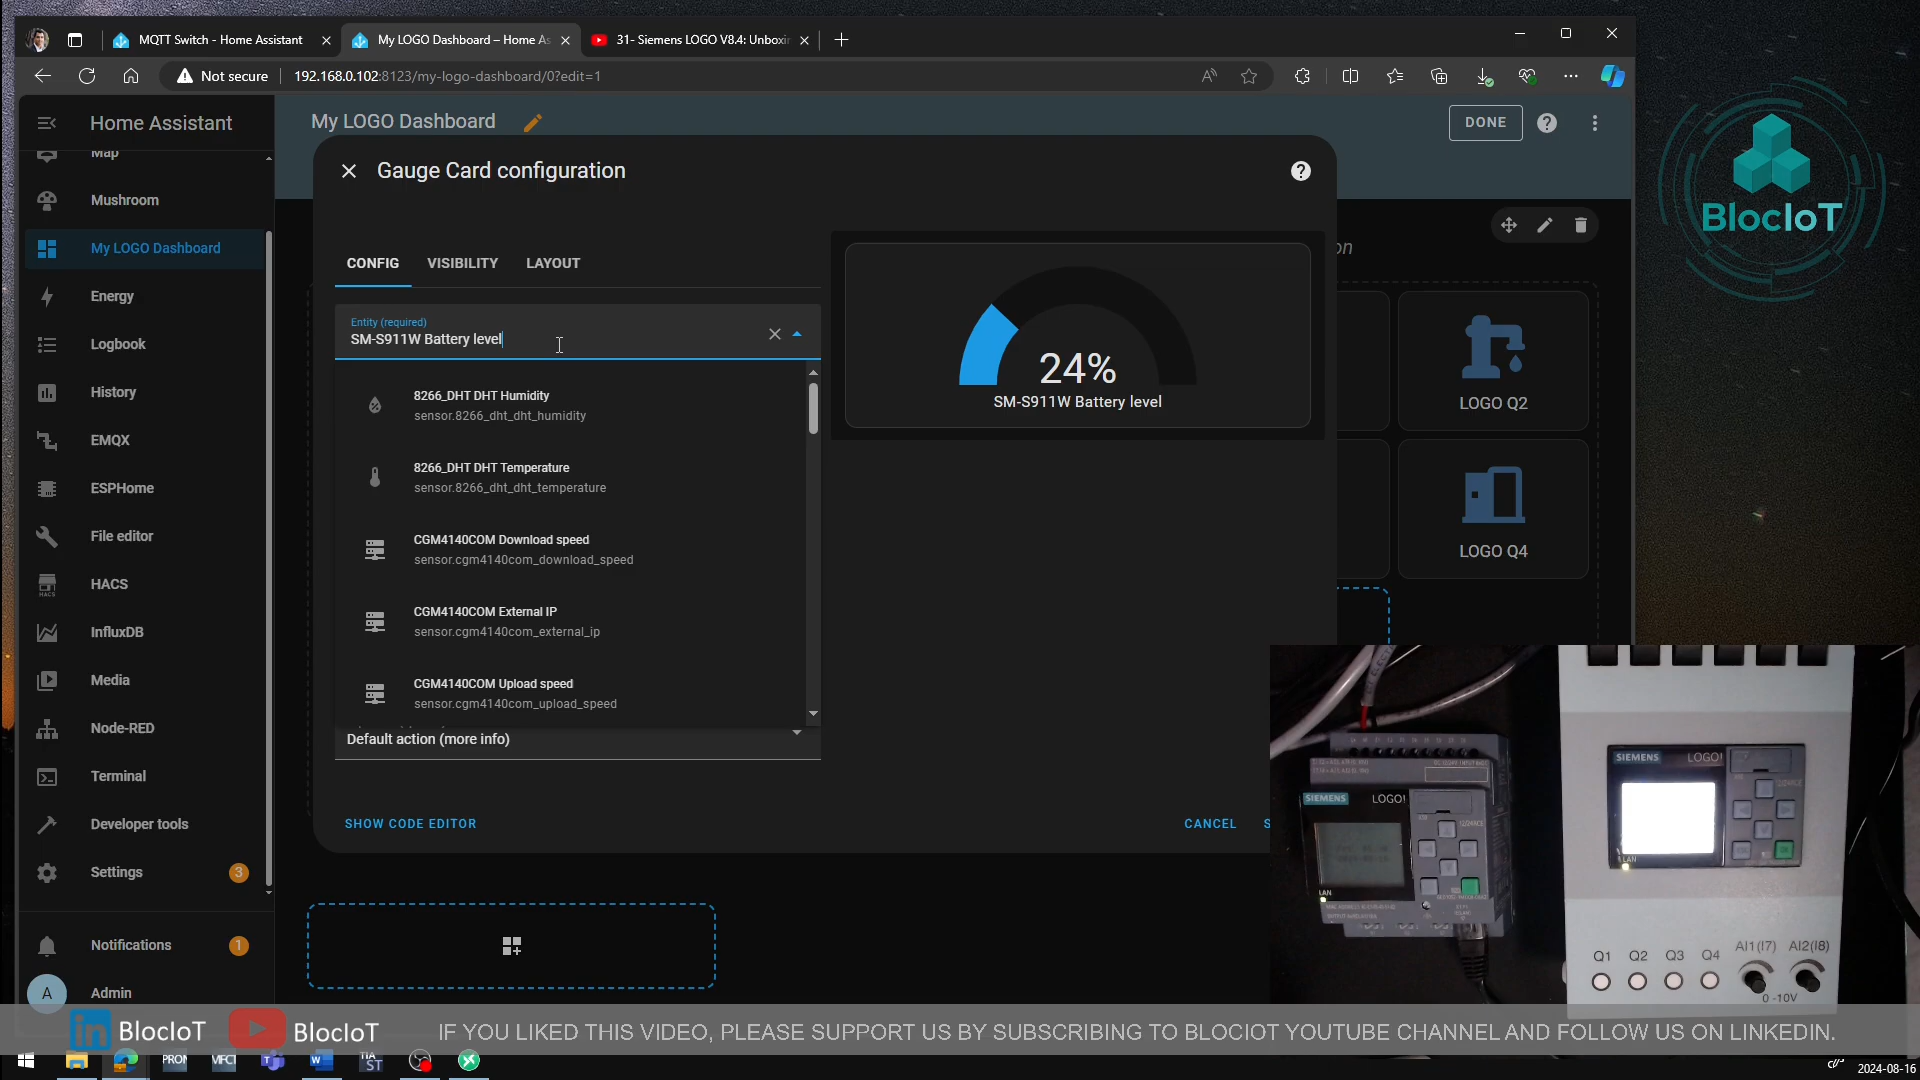 MQTT Switch - Home Assistant
My LOGO Dashboard – Home As
31- Siemens LOGO V8.4: Unboxin
Not secure
192.168.0.102:8123/my-logo-dashboard/0?edit=1
Home Assistant
Map
Mushroom
My LOGO Dashboard
Energy
Logbook
History
EMQX
ESPHome
File editor
HACS
InfluxDB
Media
Node-RED
Terminal
Developer tools
Settings
3
Notifications
1
A
Admin
My LOGO Dashboard
DONE
Gauge Card configuration
CONFIG
VISIBILITY
LAYOUT
Entity (required)
SM-S911W Battery level
8266_DHT DHT Humidity
sensor.8266_dht_dht_humidity
8266_DHT DHT Temperature
sensor.8266_dht_dht_temperature
CGM4140COM Download speed
sensor.cgm4140com_download_speed
CGM4140COM External IP
sensor.cgm4140com_external_ip
CGM4140COM Upload speed
sensor.cgm4140com_upload_speed
Default action (more info)
SHOW CODE EDITOR
CANCEL
S
24%
SM-S911W Battery level
on
LOGO Q2
LOGO Q4
BlocIoT
SIEMENS
LOGO!
LAN
SIEMENS
LOGO!
LAN
Q1 Q2 Q3 Q4 AI1(I7) AI2(I8)
0 -10V
in BlocIoT
BlocIoT
IF YOU LIKED THIS VIDEO, PLEASE SUPPORT US BY SUBSCRIBING TO BLOCIOT YOUTUBE CHANNEL AND FOLLOW US ON LINKEDIN.
2024-08-16